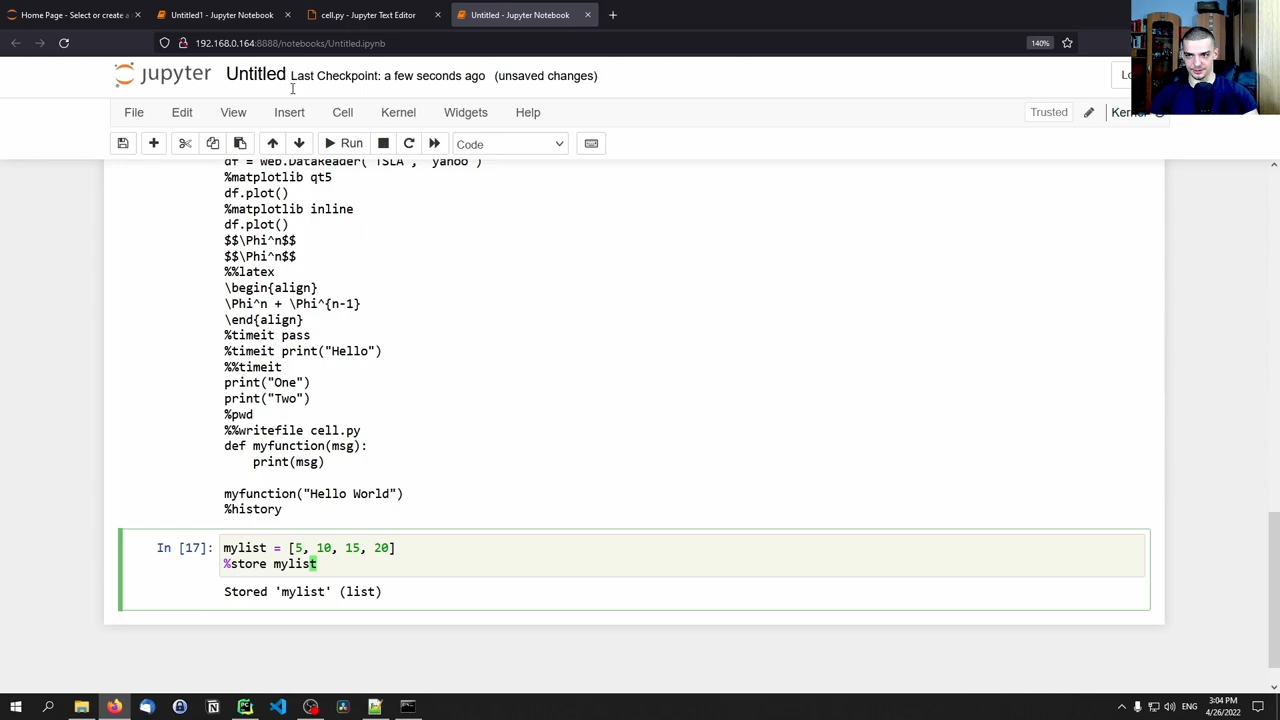 Home Page - Select or create a
Untitled1 - Jupyter Notebook
cell.py - Jupyter Text Editor
Untitled - Jupyter Notebook
192.168.0.164:8888/notebooks/Untitled.ipynb
140%
jupyter Untitled Last Checkpoint: a few seconds ago (unsaved changes)
File Edit View Insert Cell Kernel Widgets Help
Trusted
Run
Code
df = web.DataReader('TSLA', 'yahoo')
%matplotlib qt5
df.plot()
%matplotlib inline
df.plot()
$$\Phi^n$$
$$\Phi^n$$
%%latex
\begin{align}
\Phi^n + \Phi^{n-1}
\end{align}
%timeit pass
%timeit print("Hello")
%%timeit
print("One")
print("Two")
%pwd
%%writefile cell.py
def myfunction(msg):
    print(msg)
myfunction("Hello World")
%history
In [17]: mylist = [5, 10, 15, 20]
%store mylist
Stored 'mylist' (list)
ENG
3:04 PM
4/26/2022